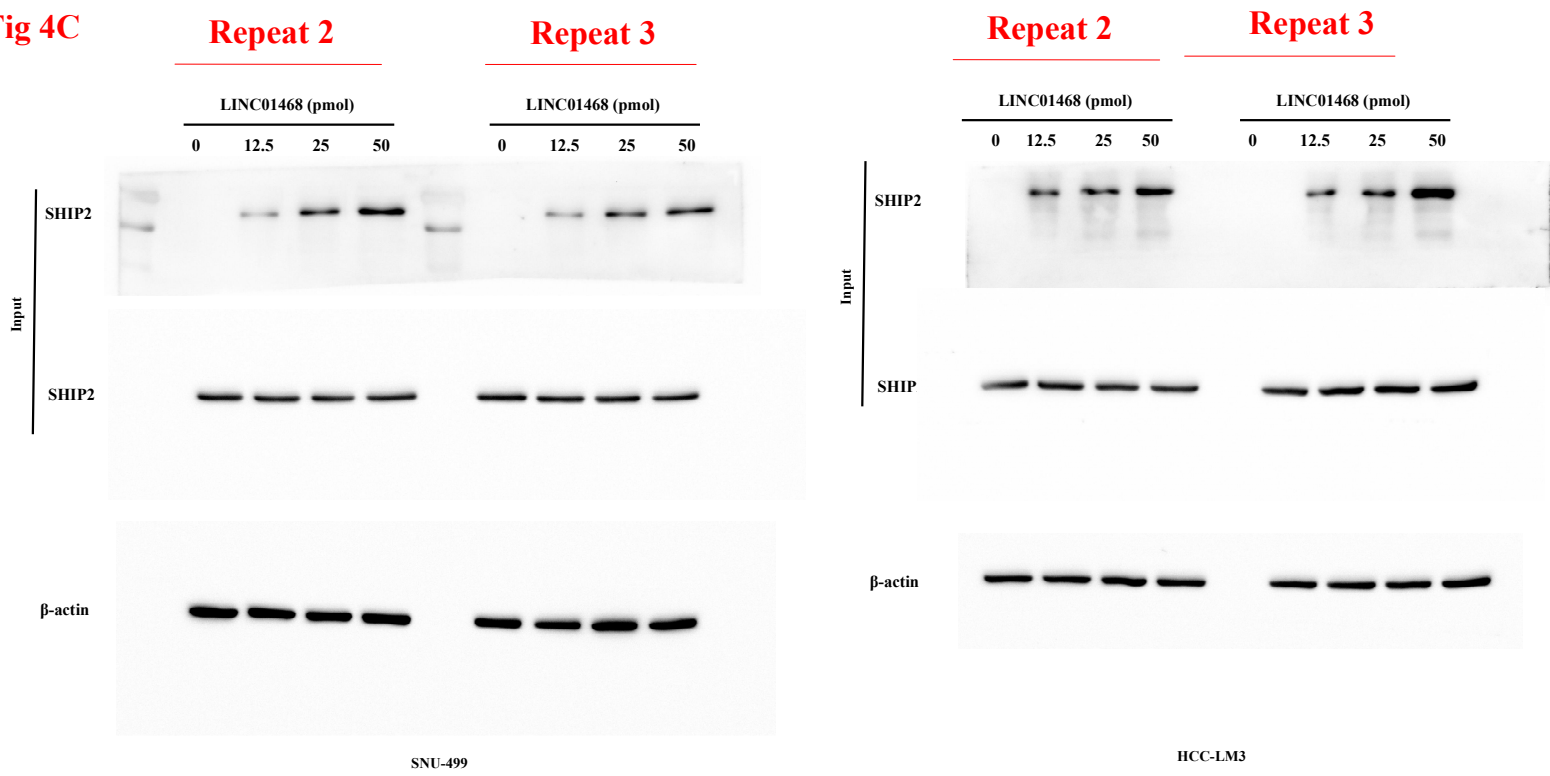 Fig 4C
Repeat 2
Repeat 3
LINC01468 (pmol)
LINC01468 (pmol)
0 12.5 25 50
0 12.5 25 50
Input
SHIP2
SHIP2
β-actin
SNU-499
Repeat 2
Repeat 3
LINC01468 (pmol)
LINC01468 (pmol)
0 12.5 25 50
0 12.5 25 50
Input
SHIP2
SHIP
β-actin
HCC-LM3